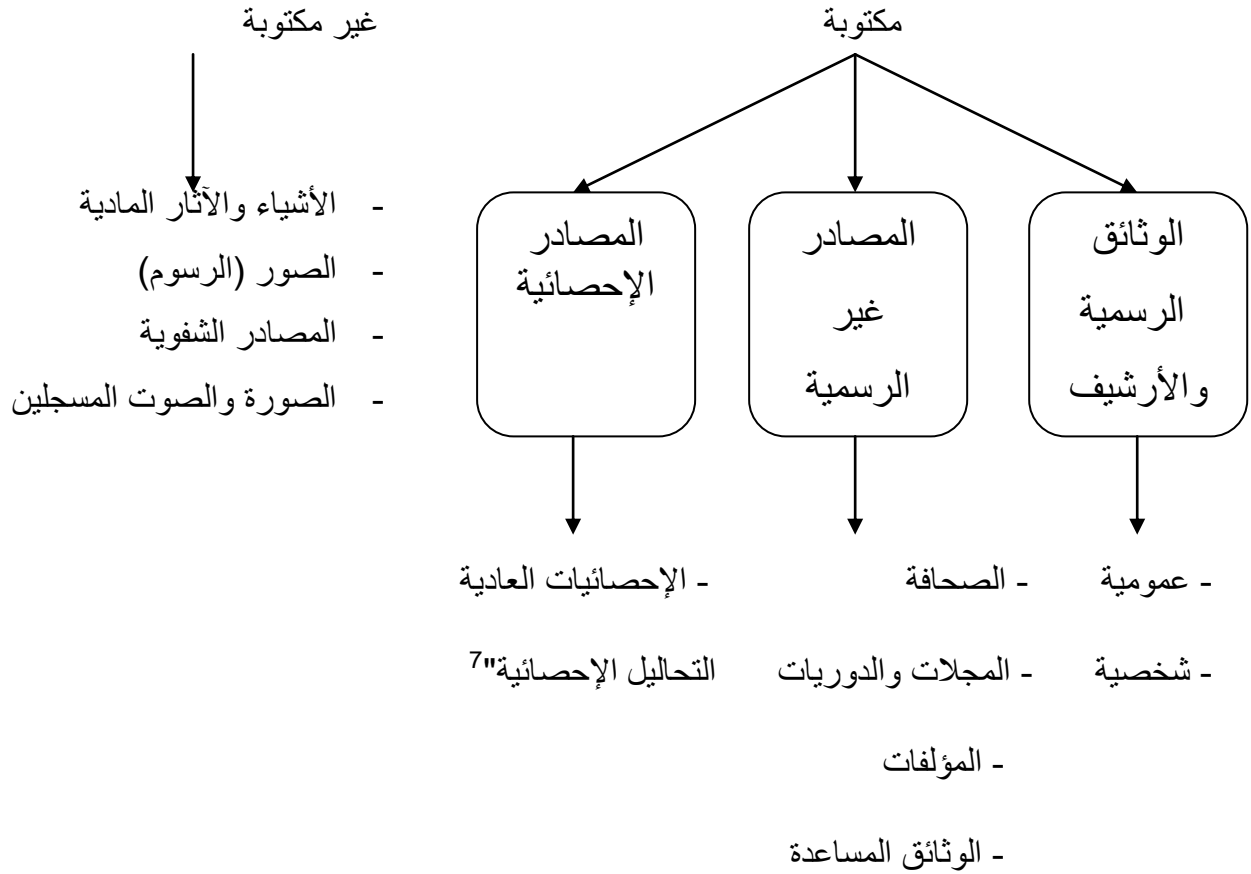 مكتوبة
غير مكتوبة
الوثائق
الرسمية
والأرشيف
المصادر
غير
الرسمية
المصادر
الإحصائية
- الأشياء والآثار المادية
- الصور (الرسوم)
- المصادر الشفوية
- الصورة والصوت المسجلين
- عمومية
- شخصية
- الصحافة
- المجلات والدوريات
- المؤلفات
- الوثائق المساعدة
- الإحصائيات العادية
التحاليل الإحصائية"7